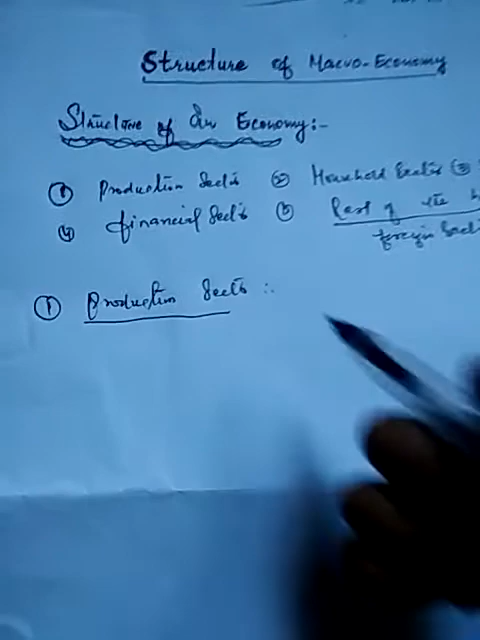 Structure of Macro-Economy
Structure of an Economy:-
① Production Sector ② Household Sector ③
④ financial Sector ⑤ Rest of the
foreign Sect
① Production Sector :-